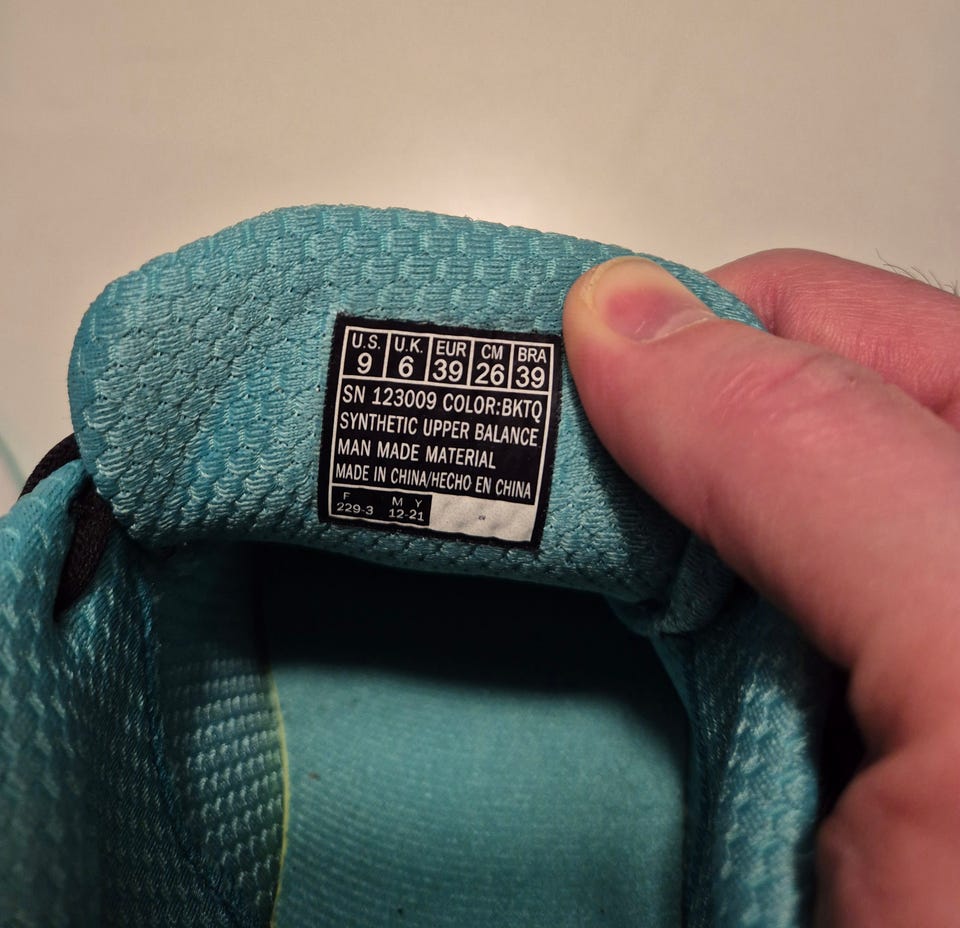 U.S. U.K. EUR CM BRA
9 6 39 26 39
SN 123009 COLOR:BKTQ
SYNTHETIC UPPER BALANCE
MAN MADE MATERIAL
MADE IN CHINA/HECHO EN CHINA
F M Y
229-3 12-21